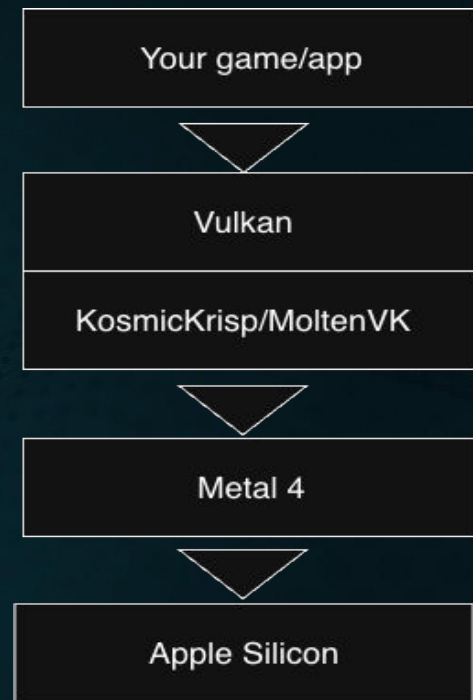 Your game/app
Vulkan
KosmicKrisp/MoltenVK
Metal 4
Apple Silicon